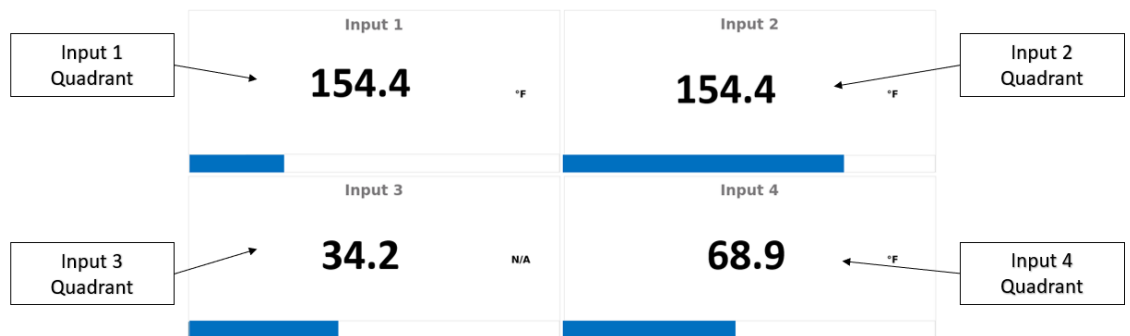 Input 1
Input 2
Input 1
Quadrant
154.4
°F
154.4
°F
Input 2
Quadrant
Input 3
Input 4
Input 3
Quadrant
34.2
N/A
68.9
°F
Input 4
Quadrant